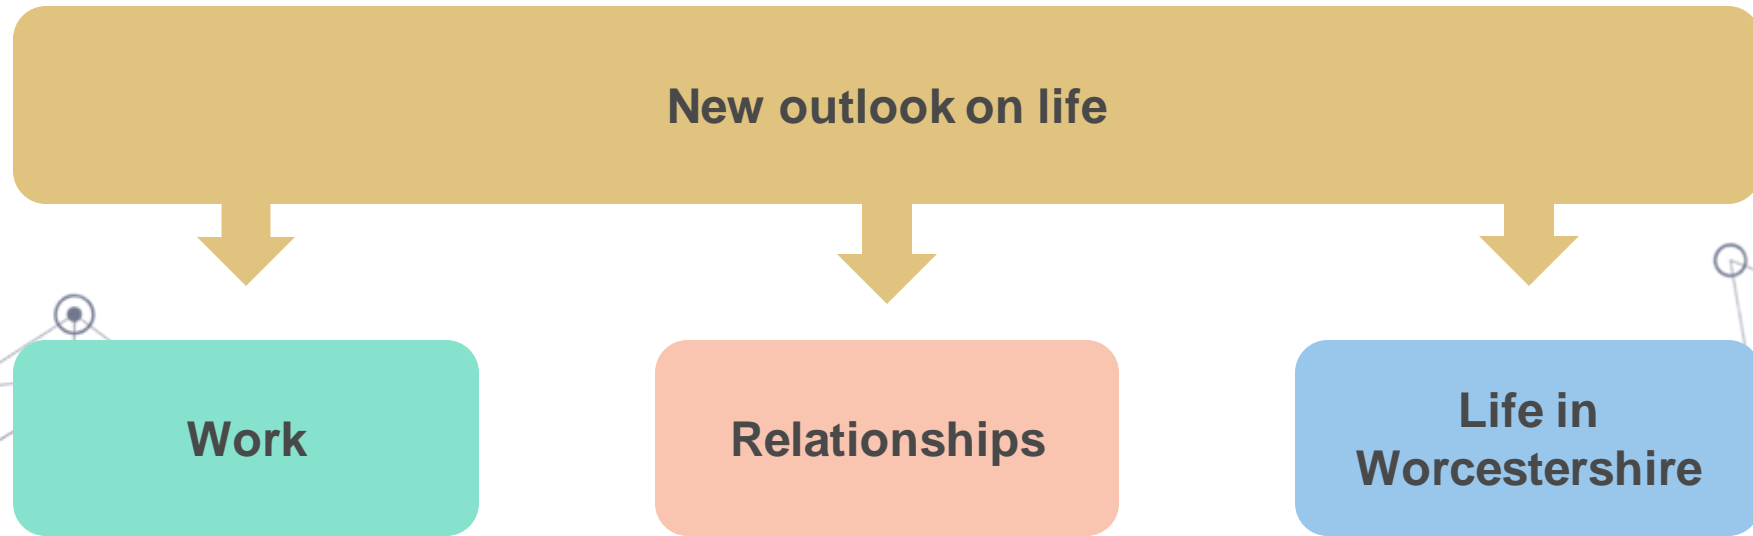 New outlook on life
Work
Relationships
Life in
Worcestershire